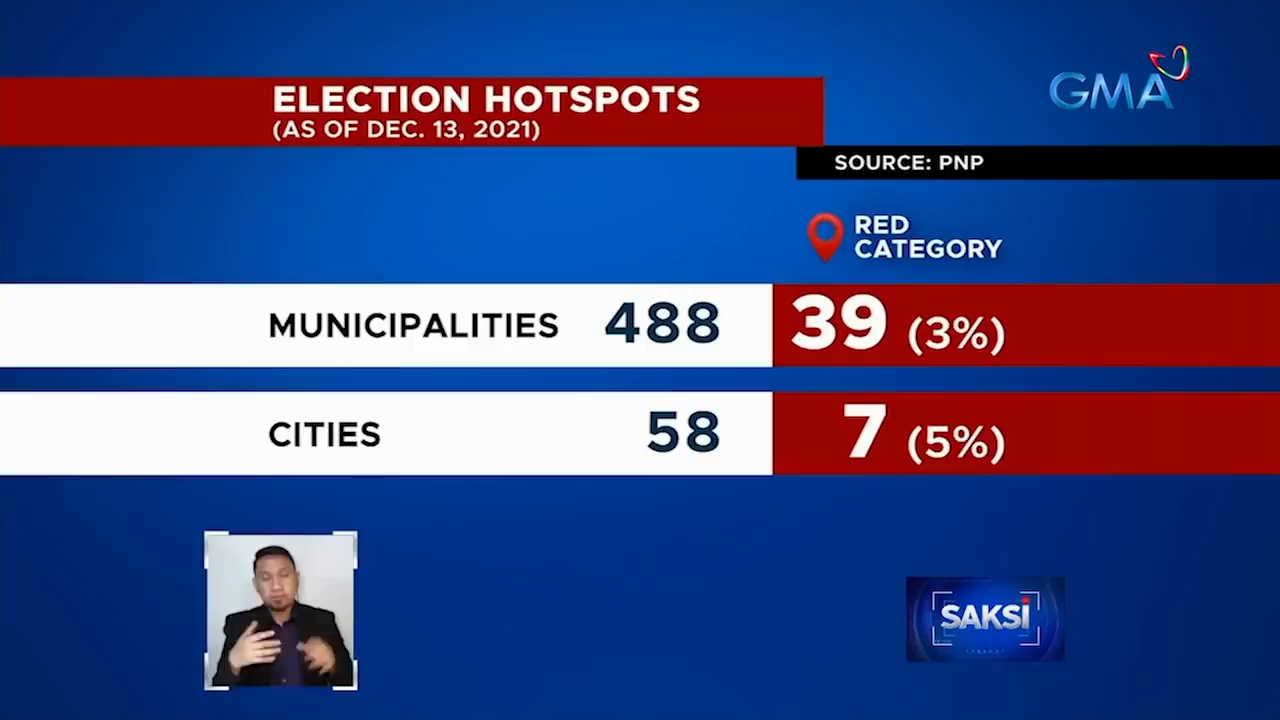 ELECTION HOTSPOTS
(AS OF DEC. 13, 2021)
GMA
SOURCE: PNP
RED
CATEGORY
MUNICIPALITIES 488 39 (3%)
CITIES 58 7 (5%)
SAKSI